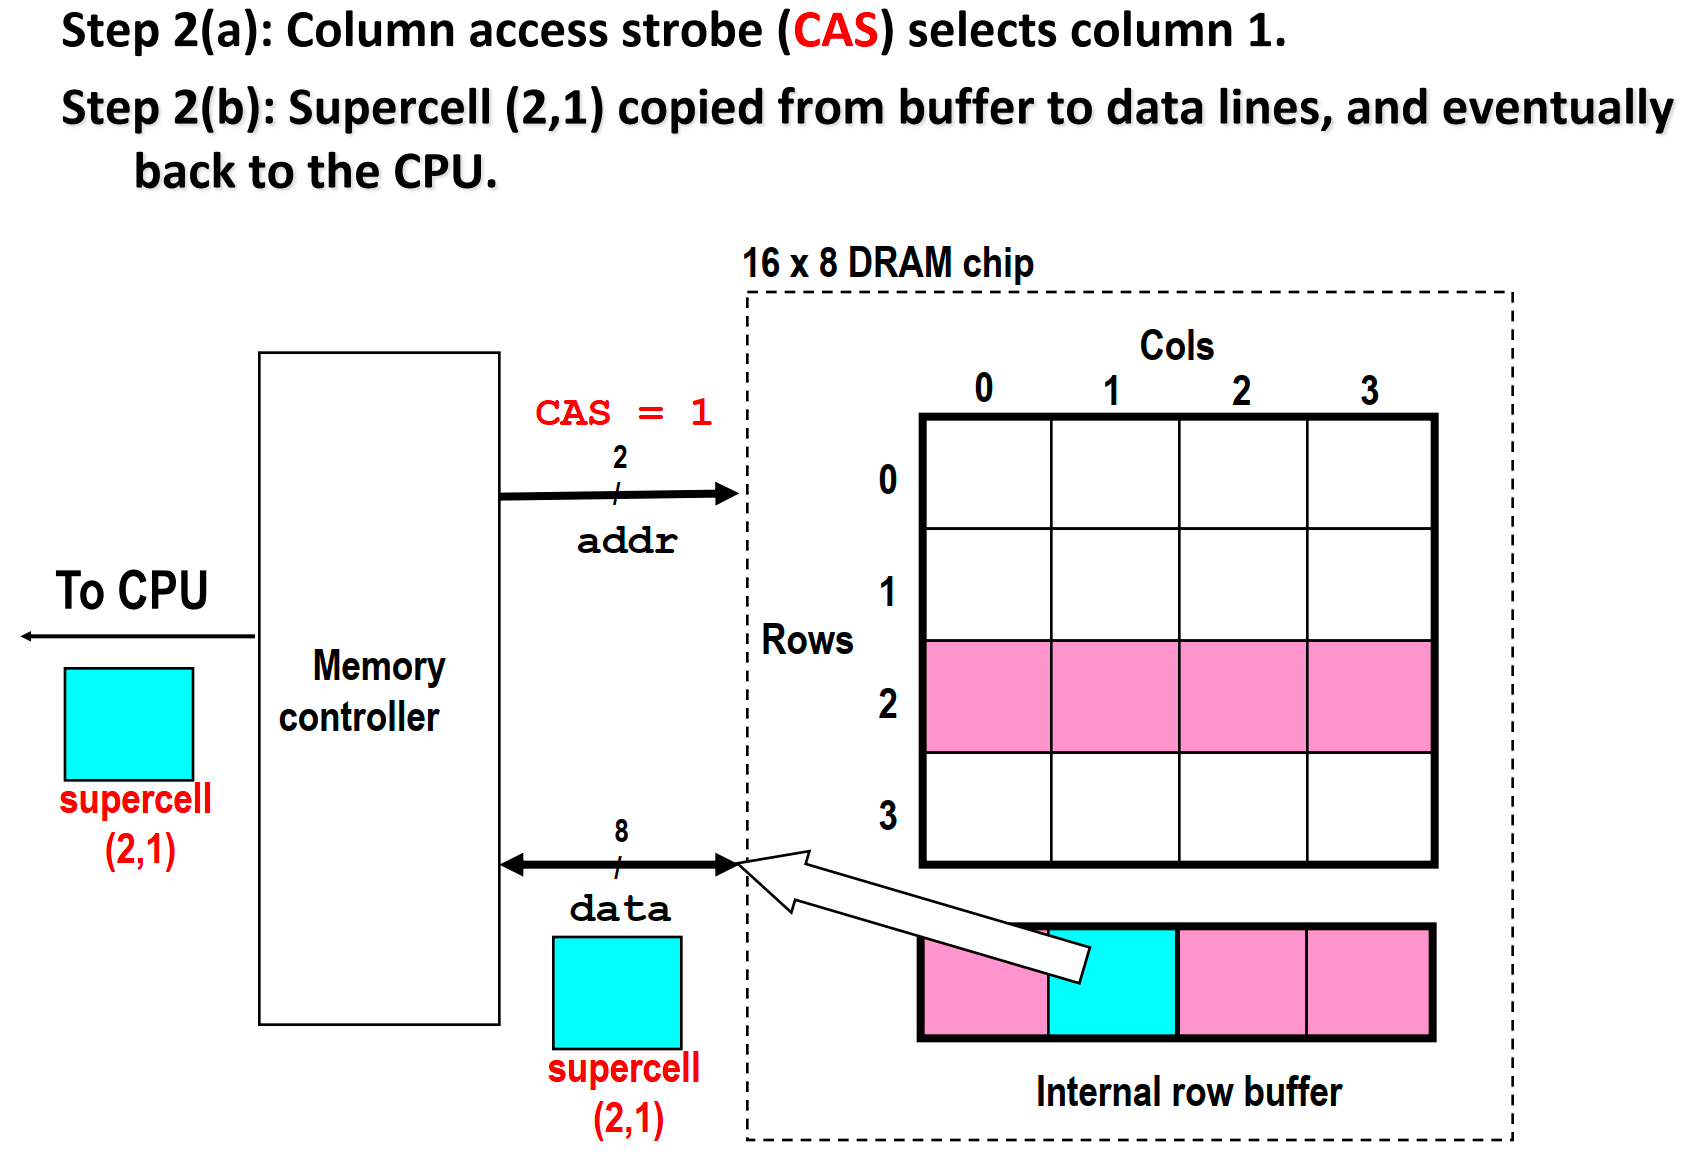 Step 2(a): Column access strobe (CAS) selects column 1.
Step 2(b): Supercell (2,1) copied from buffer to data lines, and eventually
back to the CPU.
16 x 8 DRAM chip
Cols
0 1 2 3
CAS = 1
2
/
addr
0
1
To CPU
Rows
Memory
controller
2
supercell
(2,1)
3
8
/
data
supercell
(2,1)
Internal row buffer